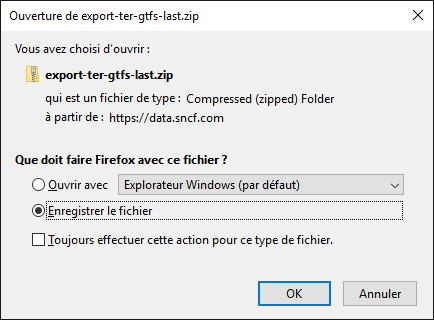 Ouverture de export-ter-gtfs-last.zip
Vous avez choisi d'ouvrir :
export-ter-gtfs-last.zip
qui est un fichier de type : Compressed (zipped) Folder
à partir de : https://data.sncf.com
Que doit faire Firefox avec ce fichier ?
Ouvrir avec Explorateur Windows (par défaut)
Enregistrer le fichier
Toujours effectuer cette action pour ce type de fichier.
OK Annuler